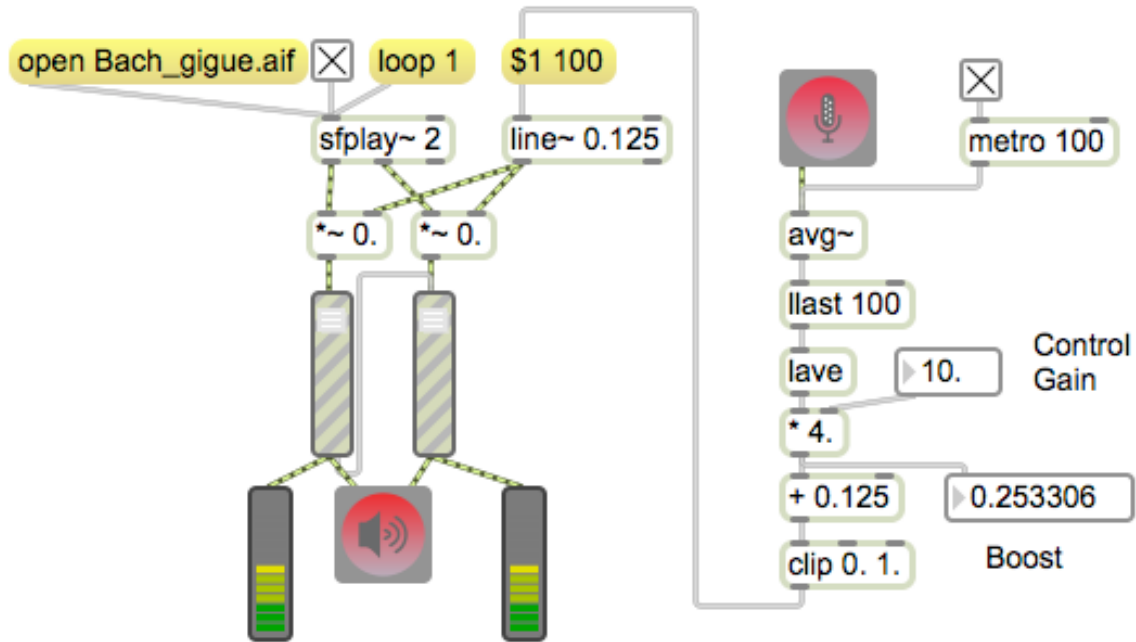 open Bach_gigue.aif
loop 1
$1 100
sfplay~ 2
line~ 0.125
metro 100
*~ 0.
*~ 0.
avg~
llast 100
lave
10.
Control
Gain
* 4.
+ 0.125
0.253306
clip 0. 1.
Boost